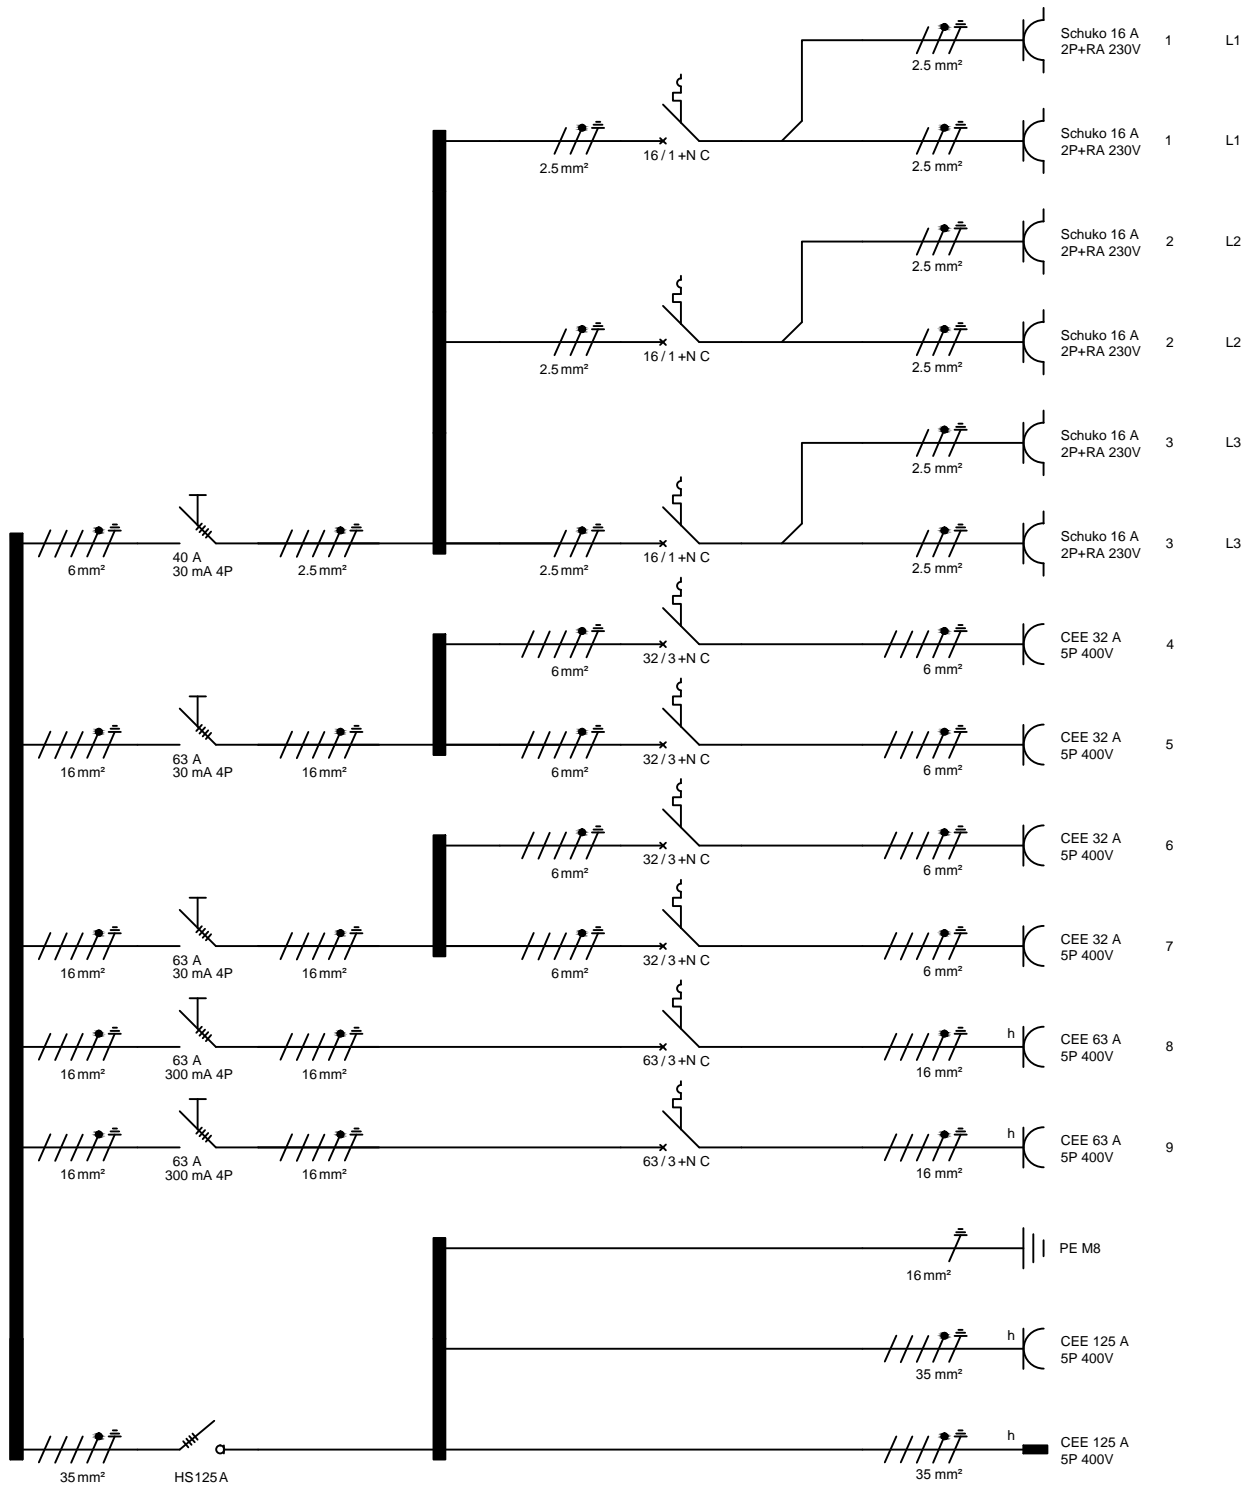 Schuko 16 A 1 L1
2P+RA 230V
2.5 mm²
Schuko 16 A 1 L1
2P+RA 230V
2.5 mm² 16 / 1 +N C 2.5 mm²
Schuko 16 A 2 L2
2P+RA 230V
2.5 mm²
Schuko 16 A 2 L2
2P+RA 230V
2.5 mm² 16 / 1 +N C 2.5 mm²
Schuko 16 A 3 L3
2P+RA 230V
2.5 mm²
Schuko 16 A 3 L3
2P+RA 230V
40 A
6 mm² 30 mA 4P 2.5 mm² 2.5 mm² 16 / 1 +N C 2.5 mm²
CEE 32 A 4
5P 400V
6 mm² 32 / 3 +N C 6 mm²
CEE 32 A 5
5P 400V
63 A
16 mm² 30 mA 4P 16 mm² 6 mm² 32 / 3 +N C 6 mm²
CEE 32 A 6
5P 400V
6 mm² 32 / 3 +N C 6 mm²
CEE 32 A 7
5P 400V
63 A
16 mm² 30 mA 4P 16 mm² 6 mm² 32 / 3 +N C 6 mm²
h CEE 63 A 8
5P 400V
63 A
16 mm² 300 mA 4P 16 mm² 63 / 3 +N C 16 mm²
h CEE 63 A 9
5P 400V
63 A
16 mm² 300 mA 4P 16 mm² 63 / 3 +N C 16 mm²
PE M8
16 mm²
h CEE 125 A
5P 400V
35 mm²
h CEE 125 A
5P 400V
35 mm² HS125 A 35 mm²